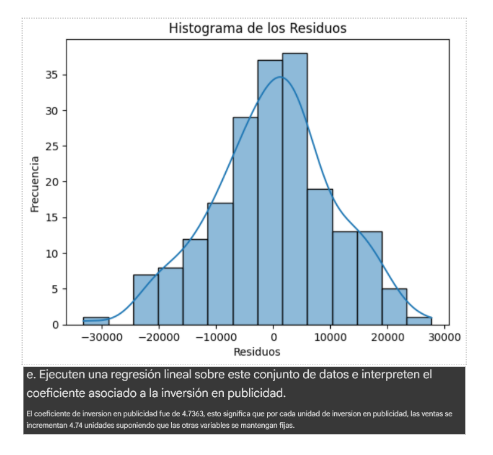 Histograma de los Residuos
35
30
25
20
15
10
5
0
Frecuencia
−30000 −20000 −10000 0 10000 20000 30000
Residuos
e. Ejecuten una regresión lineal sobre este conjunto de datos e interpreten el
coeficiente asociado a la inversión en publicidad.
El coeficiente de inversion en publicidad fue de 4.7363, esto significa que por cada unidad de inversion en publicidad, las ventas se
incrementan 4.74 unidades suponiendo que las otras variables se mantengan fijas.